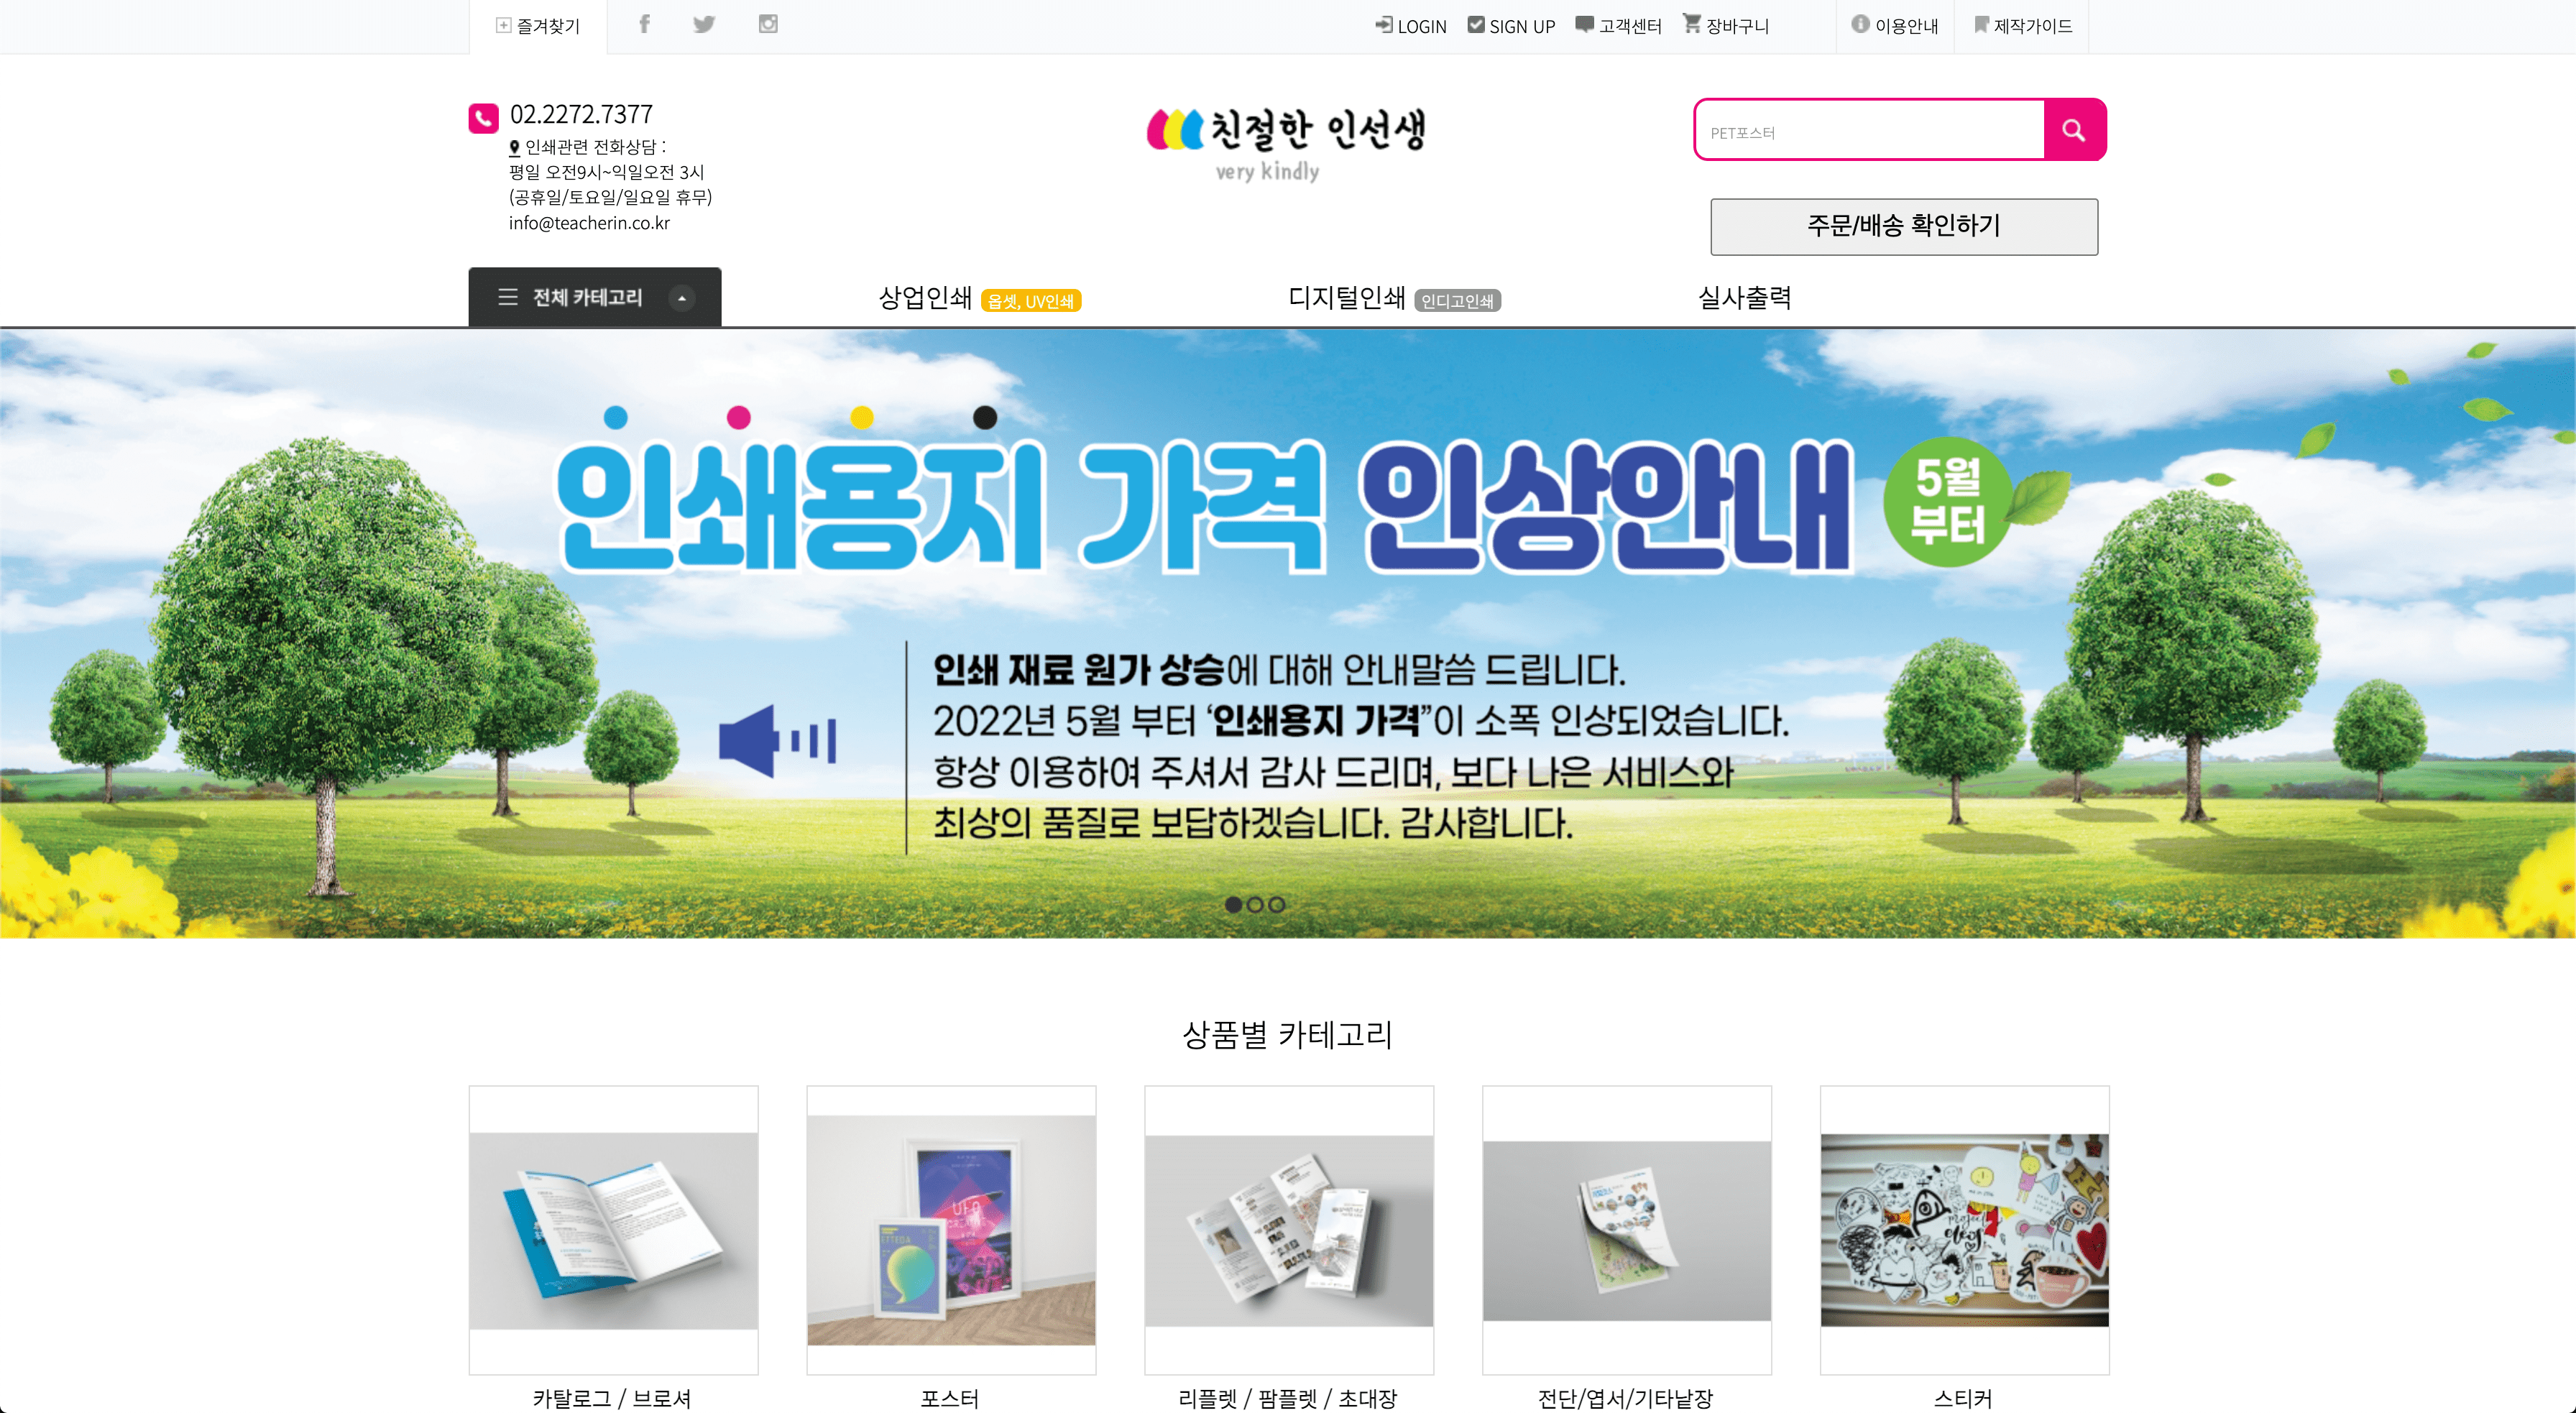 즐겨찾기
LOGIN
SIGN UP
고객센터
장바구니
이용안내
제작가이드
02.2272.7377
인쇄관련 전화상담 :
평일 오전9시~익일오전 3시
(공휴일/토요일/일요일 휴무)
info@teacherin.co.kr
친절한 인선생
very kindly
PET포스터
주문/배송 확인하기
전체 카테고리
상업인쇄 옵셋, UV인쇄
디지털인쇄 인디고인쇄
실사출력
인쇄용지 가격 인상안내
5월
부터
인쇄 재료 원가 상승에 대해 안내말씀 드립니다.
2022년 5월 부터 ‘인쇄용지 가격”이 소폭 인상되었습니다.
항상 이용하여 주셔서 감사 드리며, 보다 나은 서비스와
최상의 품질로 보답하겠습니다. 감사합니다.
상품별 카테고리
카탈로그 / 브로셔
포스터
리플렛 / 팜플렛 / 초대장
전단/엽서/기타낱장
스티커